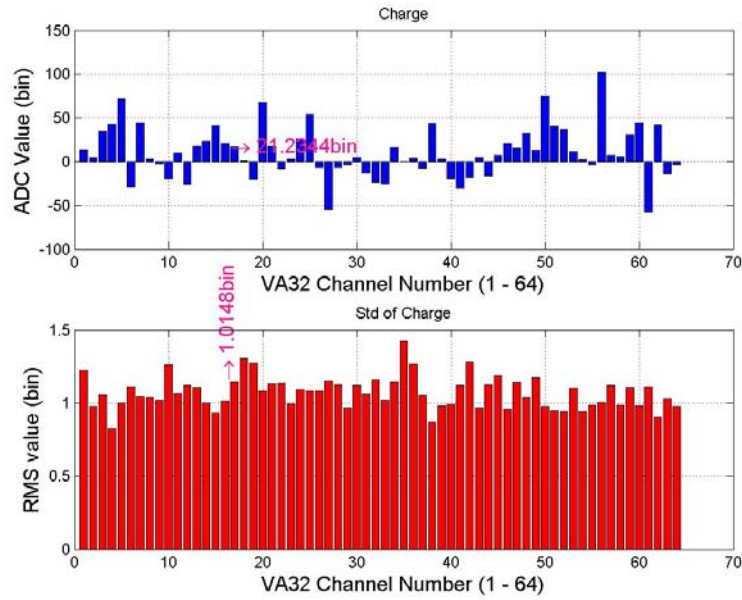 Charge
ADC Value (bin)
150
100
50
0
-50
-100
→ 21.2344bin
0 10 20 30 40 50 60 70
VA32 Channel Number (1 - 64)
Std of Charge
RMS value (bin)
1.5
1
0.5
0
→ 1.0148bin
0 10 20 30 40 50 60 70
VA32 Channel Number (1 - 64)